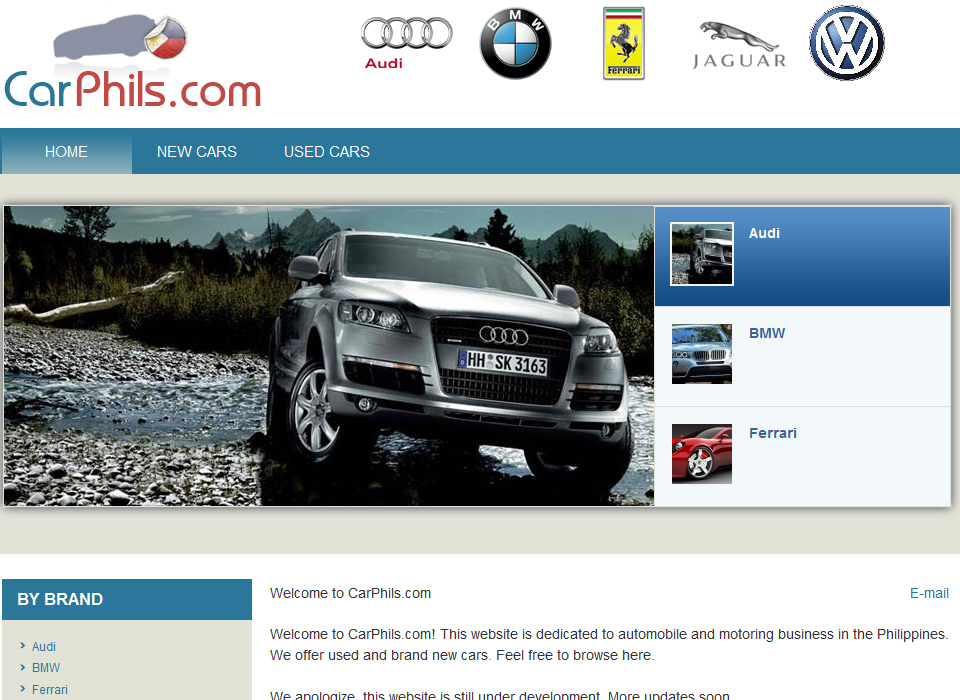 CarPhils.com
Audi
BMW
Ferrari
JAGUAR
HOME NEW CARS USED CARS
HH SK 3163
Audi
BMW
Ferrari
BY BRAND
Audi
BMW
Ferrari
Welcome to CarPhils.com E-mail
Welcome to CarPhils.com! This website is dedicated to automobile and motoring business in the Philippines.
We offer used and brand new cars. Feel free to browse here.
We apologize, this website is still under development. More updates soon.